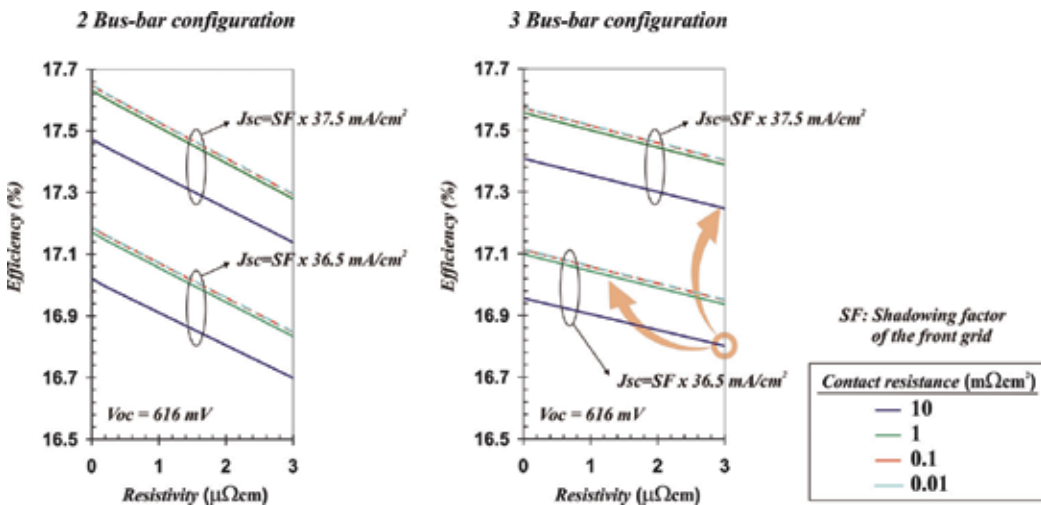 2 Bus-bar configuration
17.7
17.5
17.3
17.1
16.9
16.7
16.5
Efficiency (%)
Jsc=SF x 37.5 mA/cm²
Jsc=SF x 36.5 mA/cm²
Voc = 616 mV
0 1 2 3
Resistivity (μΩcm)
3 Bus-bar configuration
17.7
17.5
17.3
17.1
16.9
16.7
16.5
Efficiency (%)
Jsc=SF x 37.5 mA/cm²
Jsc=SF x 36.5 mA/cm²
Voc = 616 mV
0 1 2 3
Resistivity (μΩcm)
SF: Shadowing factor
of the front grid
Contact resistance (mΩcm²)
10
1
0.1
0.01